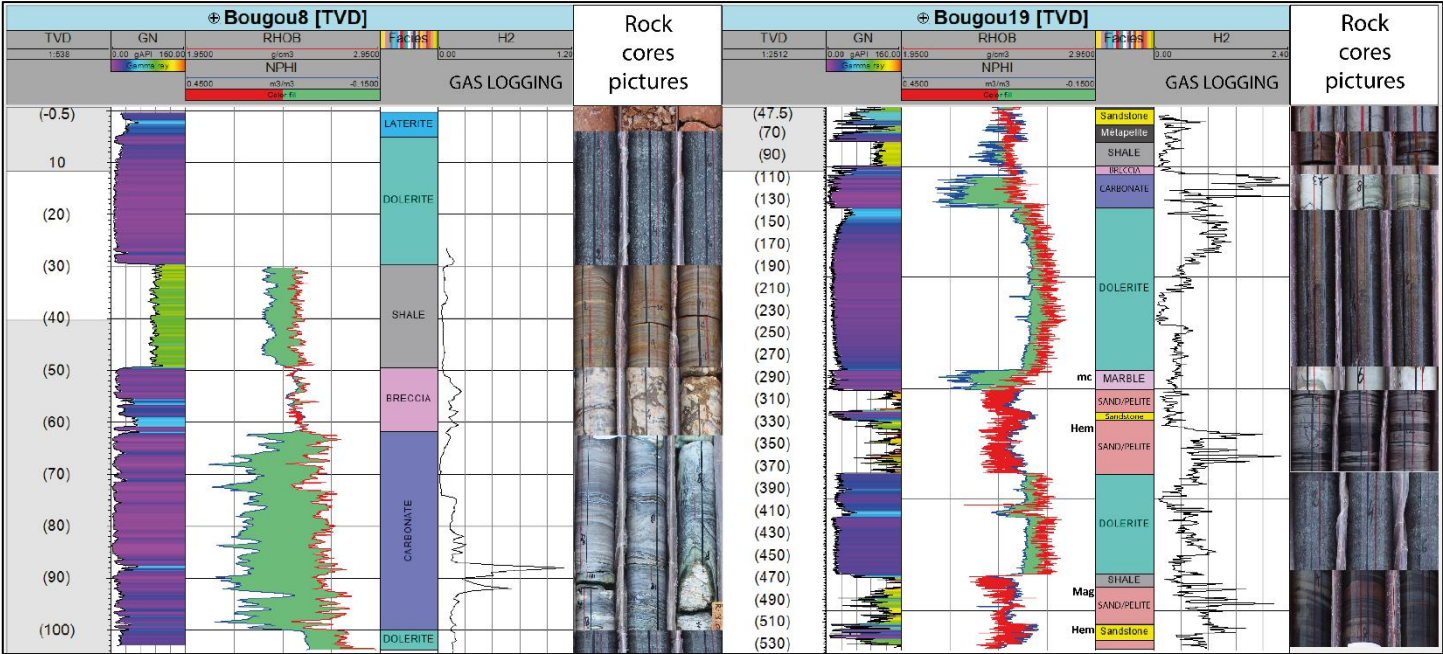 ⊕ Bougou8 [TVD]
TVD GN RHOB Facies H2
1:538 0.00 gAPI 160.00 1.9500 g/cm3 2.9500 0.00 1.20
Gamma ray NPHI
0.4500 m3/m3 -0.1500
Color fill
GAS LOGGING
Rock
cores
pictures
(-0.5)
10
(20)
(30)
(40)
(50)
(60)
(70)
(80)
(90)
(100)
LATERITE
DOLERITE
SHALE
BRECCIA
CARBONATE
DOLERITE
⊕ Bougou19 [TVD]
TVD GN RHOB Facies H2
1:2512 0.00 gAPI 160.00 1.9500 g/cm3 2.9500 0.00 2.40
Gamma ray NPHI
0.4500 m3/m3 -0.1500
Color fill
GAS LOGGING
Rock
cores
pictures
(47.5)
(70)
(90)
(110)
(130)
(150)
(170)
(190)
(210)
(230)
(250)
(270)
(290)
(310)
(330)
(350)
(370)
(390)
(410)
(430)
(450)
(470)
(490)
(510)
(530)
Sandstone
Métapelite
SHALE
BRECCIA
CARBONATE
DOLERITE
mc MARBLE
SAND/PELITE
Sandstone
Hem
SAND/PELITE
DOLERITE
SHALE
Mag
SAND/PELITE
Hem Sandstone